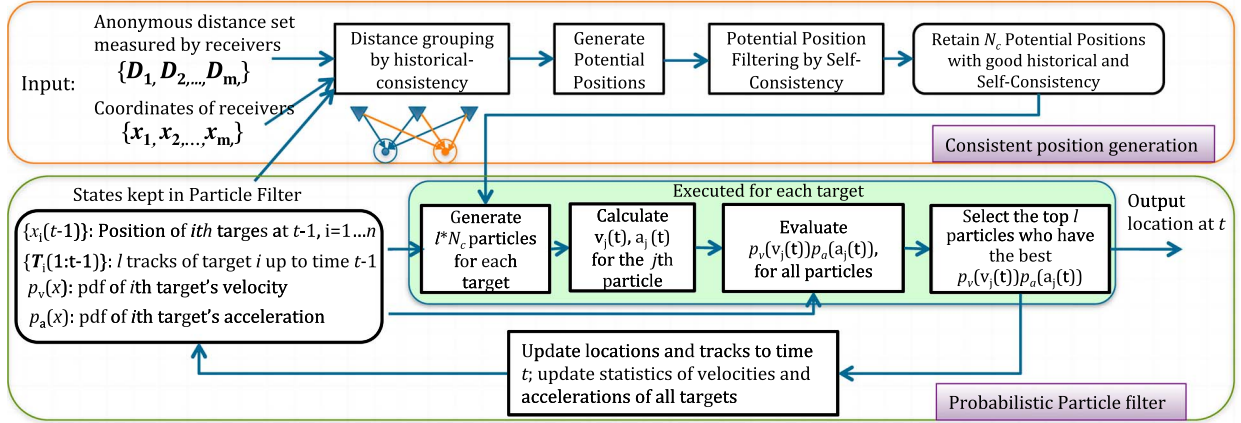 Anonymous distance set
measured by receivers
{D1, D2,..., Dm,}
Input:
Coordinates of receivers
{x1, x2,...,xm,}
Distance grouping
by historical-
consistency
Generate
Potential
Positions
Potential Position
Filtering by Self-
Consistency
Retain Nc Potential Positions
with good historical and
Self-Consistency
Consistent position generation
States kept in Particle Filter
{xi(t-1)}: Position of ith targes at t-1, i=1...n
{Ti(1:t-1)}: l tracks of target i up to time t-1
pv(x): pdf of ith target's velocity
pa(x): pdf of ith target's acceleration
Executed for each target
Generate
l*Nc particles
for each
target
Calculate
vj(t), aj(t)
for the jth
particle
Evaluate
pv(vj(t))pa(aj(t)),
for all particles
Select the top l
particles who have
the best
pv(vj(t))pa(aj(t))
Output
location at t
Update locations and tracks to time
t; update statistics of velocities and
accelerations of all targets
Probabilistic Particle filter